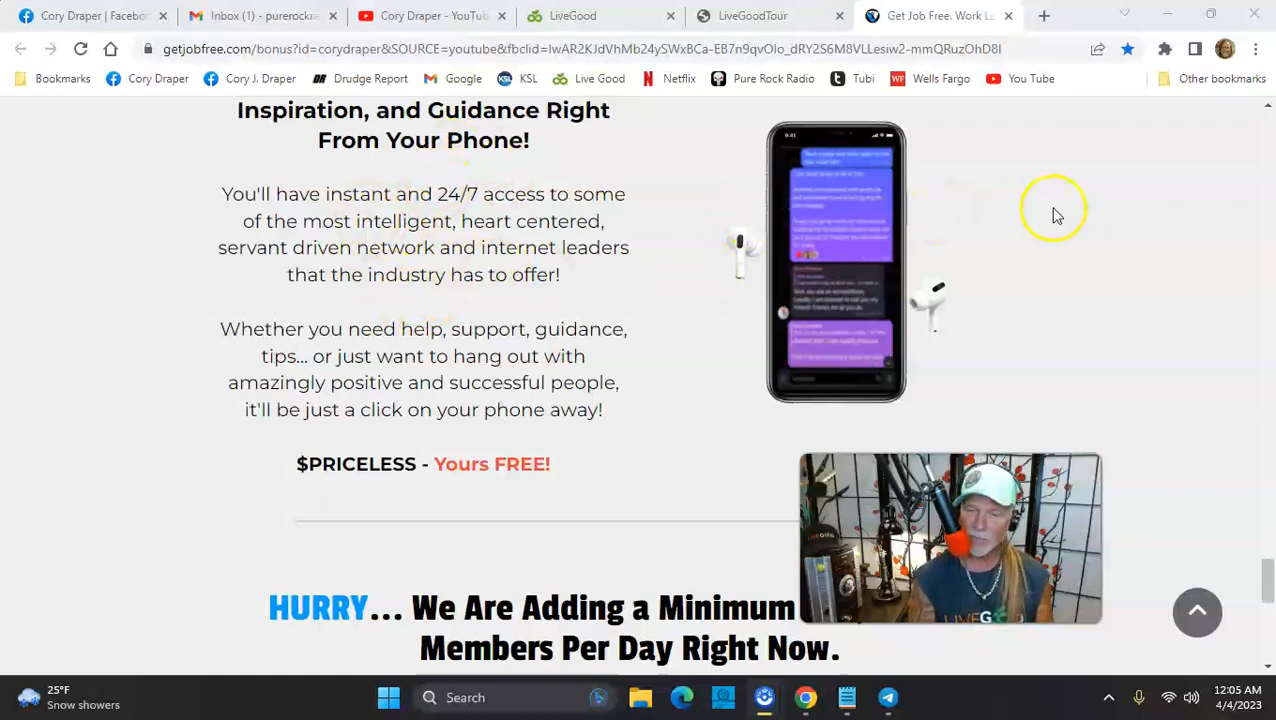 Cory Draper | Facebo
Inbox (1) - purerockra
Cory Draper - YouTub
LiveGood
LiveGoodTour
Get Job Free. Work Le
getjobfree.com/bonus?id=corydraper&SOURCE=youtube&fbclid=IwAR2KJdVhMb24ySWxBCa-EB7n9qvOIo_dRY2S6M8VLLesiw2-mmQRuzOhD8I
Bookmarks
Cory Draper
Cory J. Draper
Drudge Report
Google
KSL
Live Good
Netflix
Pure Rock Radio
Tubi
Wells Fargo
You Tube
Other bookmarks
Inspiration, and Guidance Right
From Your Phone!
You'll have instant and 24/7 access to some
of the most intelligent, heart centered,
servant driven network and internet leaders
that the industry has to offer!
Whether you need help, support, guidance,
tips... or just want to hang out with
amazingly positive and successful people,
it'll be just a click on your phone away!
$PRICELESS - Yours FREE!
9:41
HURRY... We Are Adding a Minimum
Members Per Day Right Now.
25°F
Snow showers
Search
12:05 AM
4/4/2023